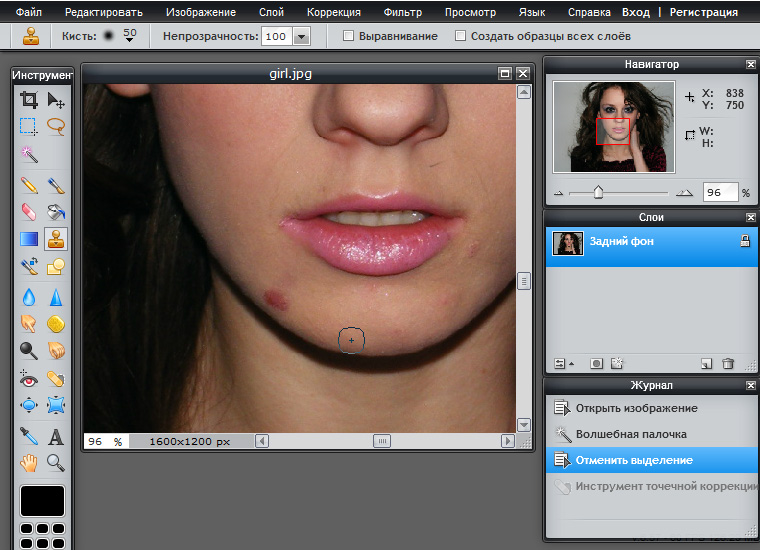 Файл Редактировать Изображение Слой Коррекция Фильтр Просмотр Язык Справка Вход | Регистрация
Кисть: 50 Непрозрачность: 100 Выравнивание Создать образцы всех слоёв
Инструмент
girl.jpg
96 % 1600x1200 px
Навигатор
X: 838
Y: 750
W:
H:
96 %
Слои
Задний фон
Журнал
Открыть изображение
Волшебная палочка
Отменить выделение
Инструмент точечной коррекции